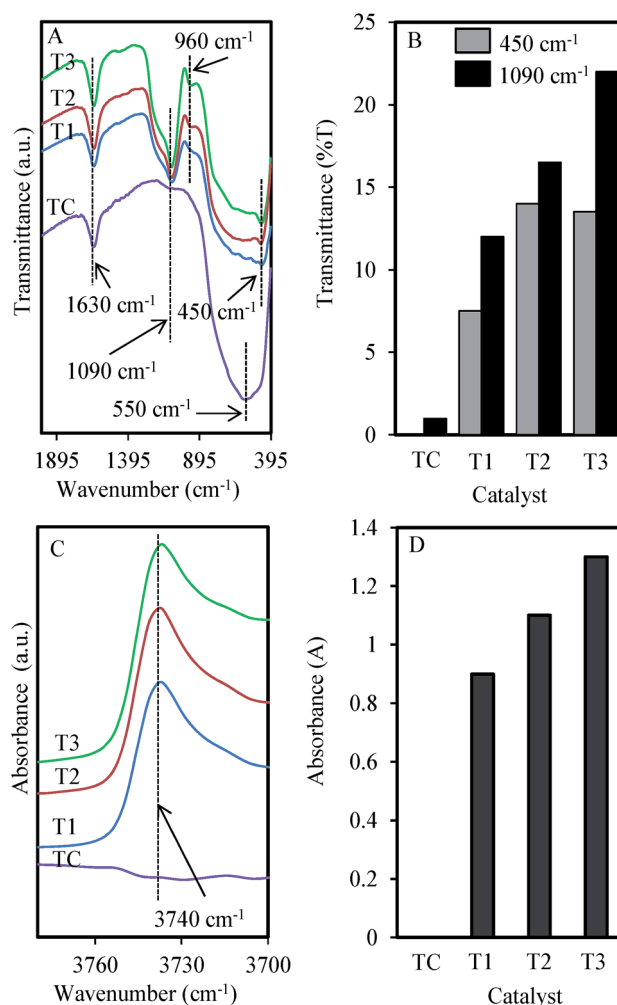 A
T3
T2
T1
TC
960 cm-1
1630 cm-1
450 cm-1
1090 cm-1
550 cm-1
1895 1395 895 395
Wavenumber (cm-1)
Transmittance (a.u.)
B
450 cm-1
1090 cm-1
25
20
15
10
5
0
TC T1 T2 T3
Catalyst
Transmittance (%T)
C
T3
T2
T1
TC
3740 cm-1
3760 3730 3700
Wavenumber (cm-1)
Absorbance (a.u.)
D
1.4
1.2
1
0.8
0.6
0.4
0.2
0
TC T1 T2 T3
Catalyst
Absorbance (A)